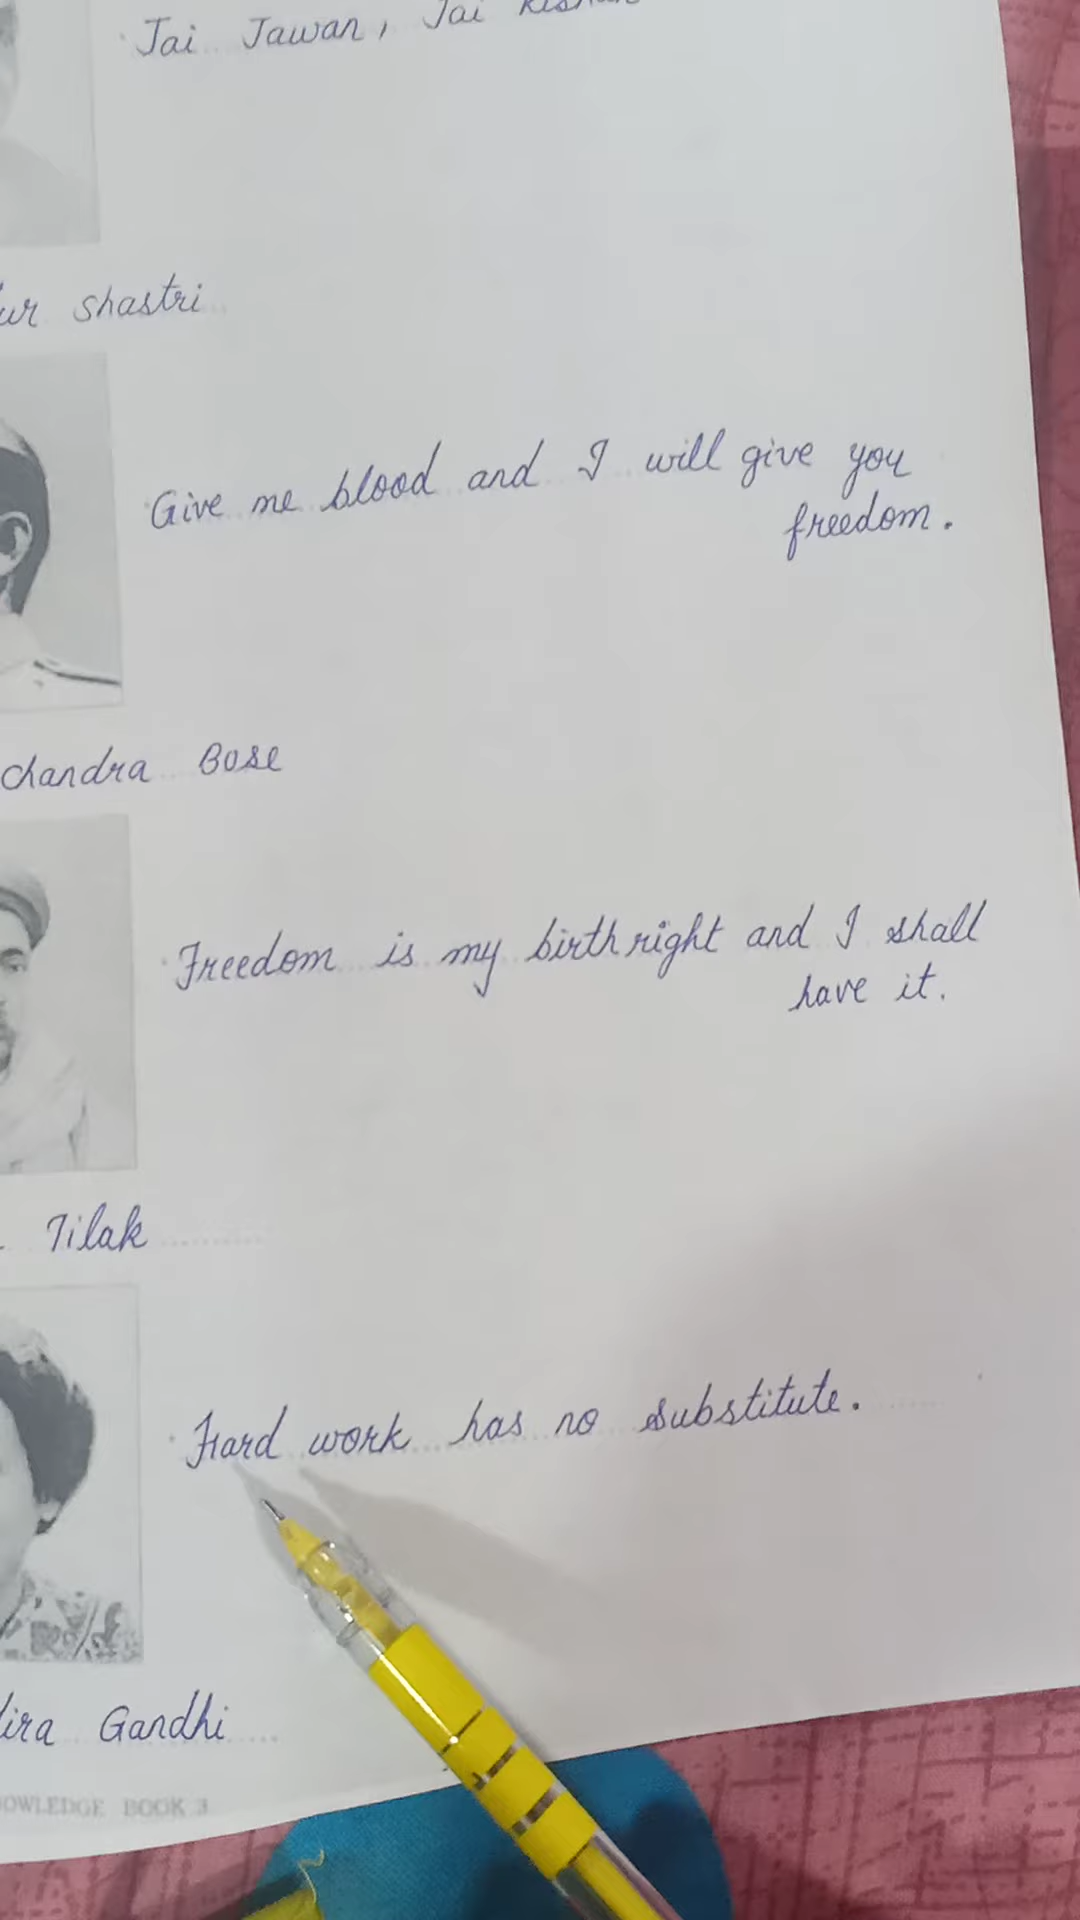 Jai Jawan, Jai Kishan
ur Shastri
Give me blood and I will give you
freedom.
chandra Bose
Freedom is my birthright and I shall
have it.
Tilak
Hard work has no substitute.
ira Gandhi
OWLEDGE BOOK 3